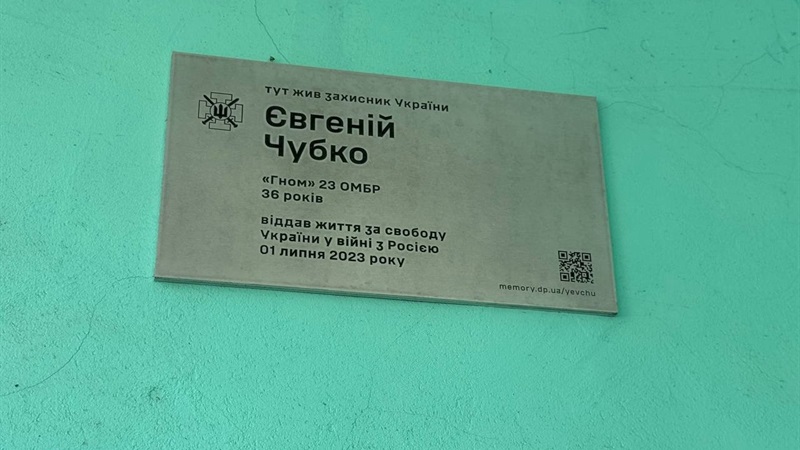 тут жив захисник України
Євгеній
Чубко
«Гном» 23 ОМБР
36 років
віддав життя за свободу
України у війні з Росією
01 липня 2023 року
memory.dp.ua/yevchu